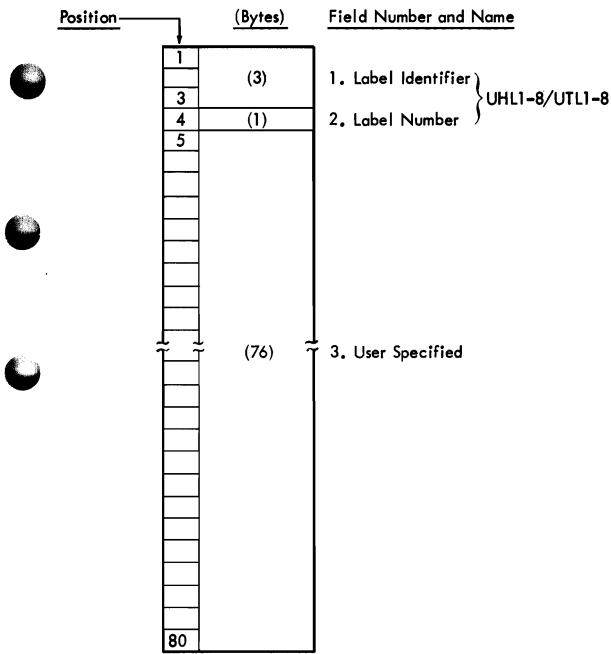 Position (Bytes) Field Number and Name
1
(3) 1. Label Identifier
UHL1-8/UTL1-8
3
4 (1) 2. Label Number
5
(76) 3. User Specified
80